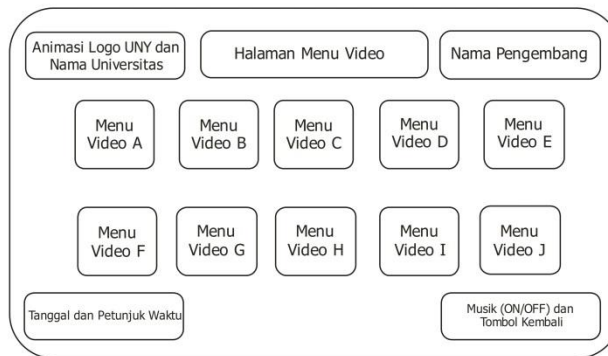 Animasi Logo UNY dan
Nama Universitas
Halaman Menu Video
Nama Pengembang
Menu
Video A
Menu
Video B
Menu
Video C
Menu
Video D
Menu
Video E
Menu
Video F
Menu
Video G
Menu
Video H
Menu
Video I
Menu
Video J
Tanggal dan Petunjuk Waktu
Musik (ON/OFF) dan
Tombol Kembali